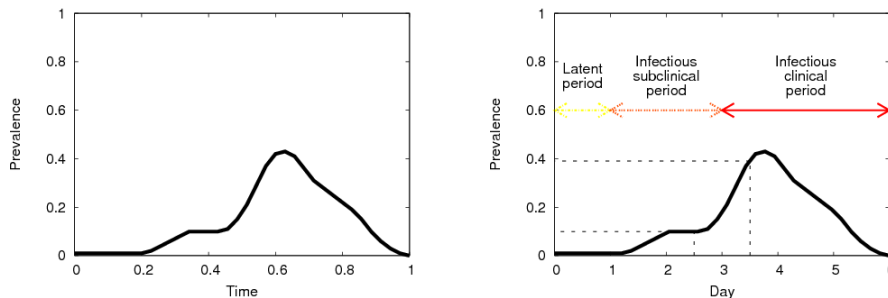 1
0.8
0.6
0.4
0.2
0
Prevalence
0 0.2 0.4 0.6 0.8 1
Time
1
0.8
0.6
0.4
0.2
0
Prevalence
Latent
period
Infectious
subclinical
period
Infectious
clinical
period
0 1 2 3 4 5 6
Day